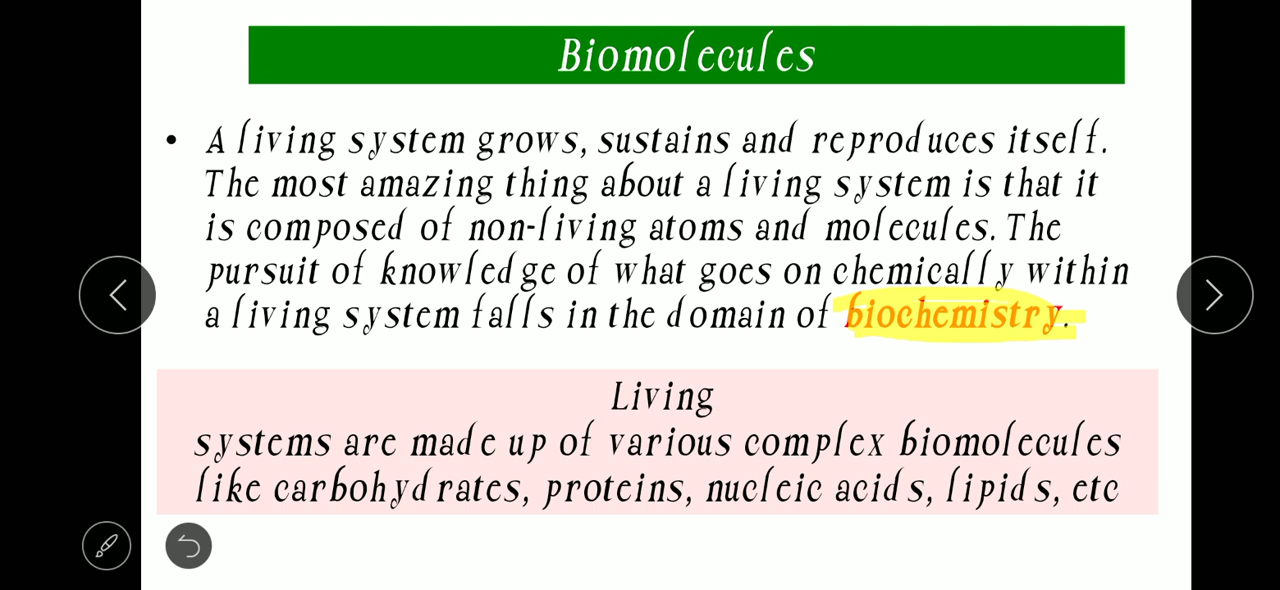 Biomolecules
• A living system grows, sustains and reproduces itself.
The most amazing thing about a living system is that it
is composed of non-living atoms and molecules. The
pursuit of knowledge of what goes on chemically within
a living system falls in the domain of biochemistry.
Living
systems are made up of various complex biomolecules
like carbohydrates, proteins, nucleic acids, lipids, etc